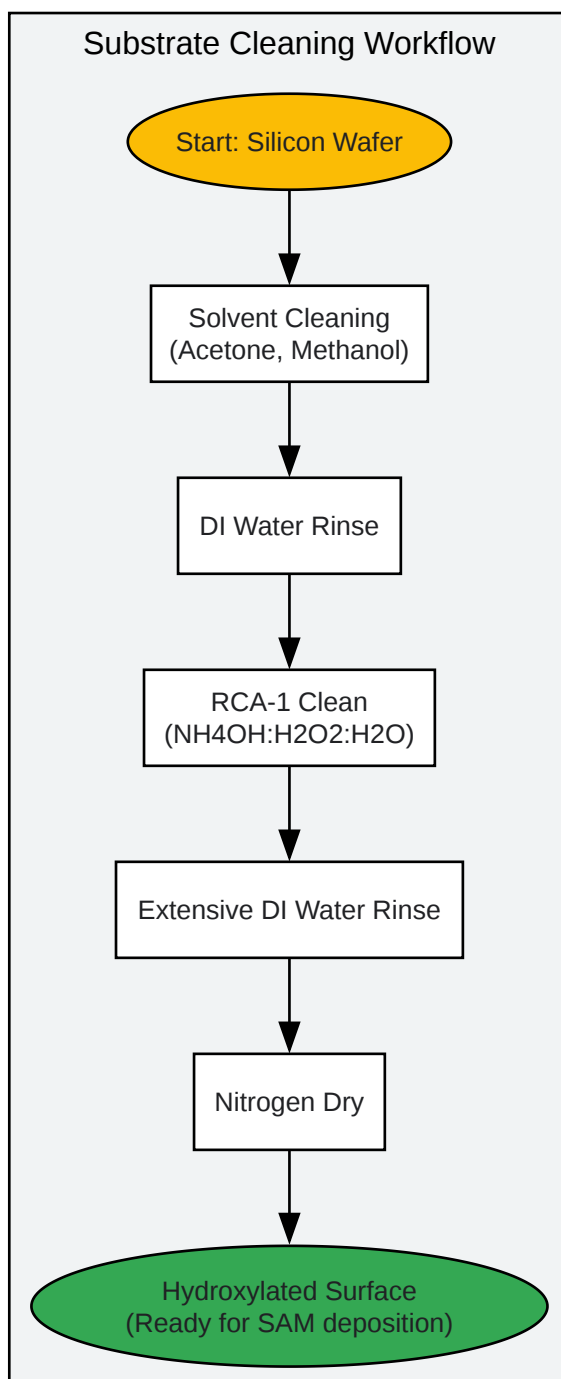 Substrate Cleaning Workflow
Start: Silicon Wafer
Solvent Cleaning
(Acetone, Methanol)
DI Water Rinse
RCA-1 Clean
(NH4OH:H2O2:H2O)
Extensive DI Water Rinse
Nitrogen Dry
Hydroxylated Surface
(Ready for SAM deposition)